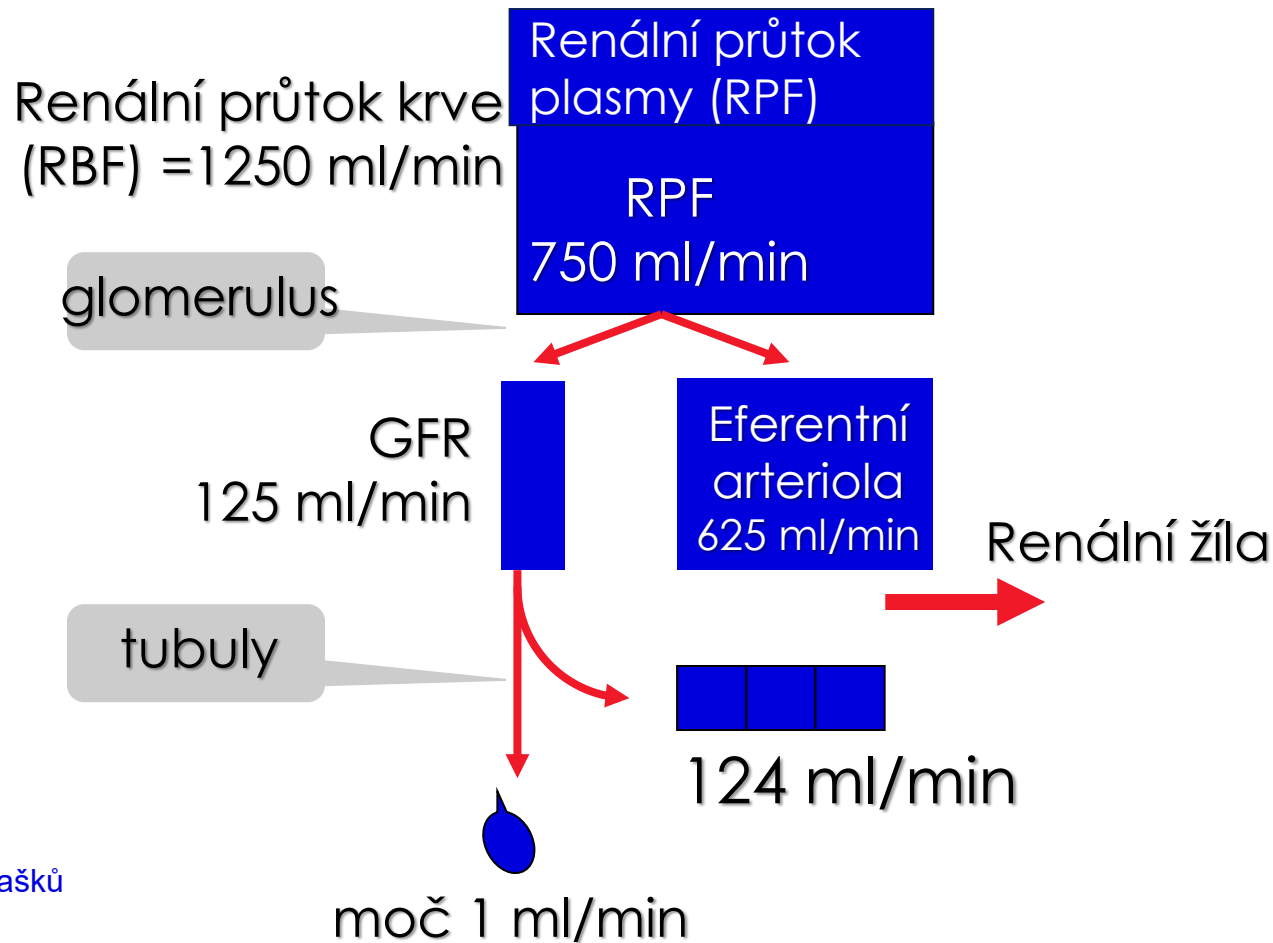 Renální průtok
plasmy (RPF)
Renální průtok krve
(RBF) =1250 ml/min
RPF
750 ml/min
glomerulus
GFR
125 ml/min
Eferentní
arteriola
625 ml/min
Renální žíla
tubuly
124 ml/min
ašků
moč 1 ml/min